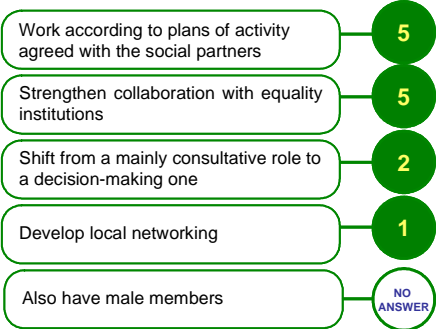 Work according to plans of activity
agreed with the social partners
5
Strengthen collaboration with equality
institutions
5
Shift from a mainly consultative role to
a decision-making one
2
Develop local networking
1
Also have male members
NO
ANSWER